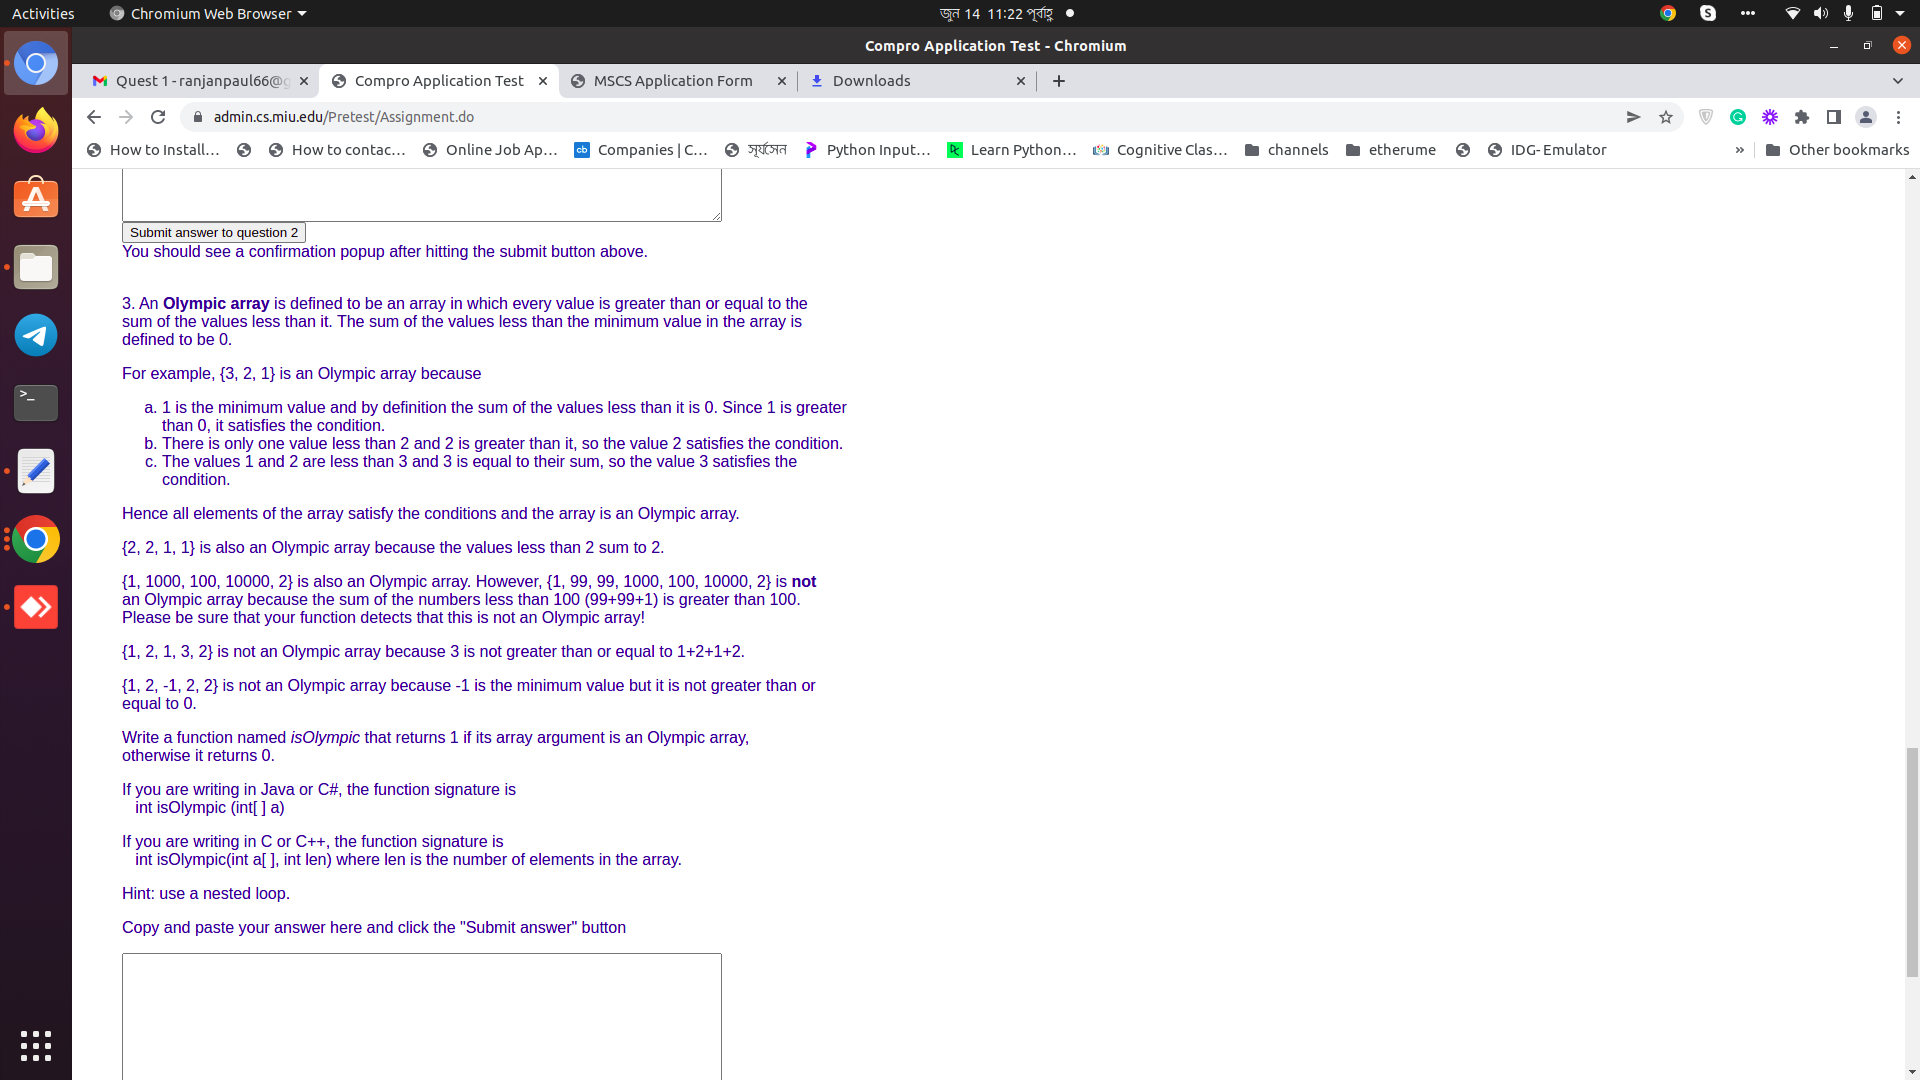 Activities
Chromium Web Browser
জুন 14 11:22 পূর্বাহ্ণ
Compro Application Test - Chromium
Quest 1 - ranjanpaul66@g
Compro Application Test
MSCS Application Form
Downloads
admin.cs.miu.edu/Pretest/Assignment.do
How to Install…
How to contac…
Online Job Ap…
Companies | C…
সূর্যসেন
Python Input…
Learn Python…
Cognitive Clas…
channels
etherume
IDG-Emulator
»
Other bookmarks
Submit answer to question 2
You should see a confirmation popup after hitting the submit button above.
3. An Olympic array is defined to be an array in which every value is greater than or equal to the
sum of the values less than it. The sum of the values less than the minimum value in the array is
defined to be 0.
For example, {3, 2, 1} is an Olympic array because
a. 1 is the minimum value and by definition the sum of the values less than it is 0. Since 1 is greater
than 0, it satisfies the condition.
b. There is only one value less than 2 and 2 is greater than it, so the value 2 satisfies the condition.
c. The values 1 and 2 are less than 3 and 3 is equal to their sum, so the value 3 satisfies the
condition.
Hence all elements of the array satisfy the conditions and the array is an Olympic array.
{2, 2, 1, 1} is also an Olympic array because the values less than 2 sum to 2.
{1, 1000, 100, 10000, 2} is also an Olympic array. However, {1, 99, 99, 1000, 100, 10000, 2} is not
an Olympic array because the sum of the numbers less than 100 (99+99+1) is greater than 100.
Please be sure that your function detects that this is not an Olympic array!
{1, 2, 1, 3, 2} is not an Olympic array because 3 is not greater than or equal to 1+2+1+2.
{1, 2, -1, 2, 2} is not an Olympic array because -1 is the minimum value but it is not greater than or
equal to 0.
Write a function named isOlympic that returns 1 if its array argument is an Olympic array,
otherwise it returns 0.
If you are writing in Java or C#, the function signature is
int isOlympic (int[ ] a)
If you are writing in C or C++, the function signature is
int isOlympic(int a[ ], int len) where len is the number of elements in the array.
Hint: use a nested loop.
Copy and paste your answer here and click the "Submit answer" button